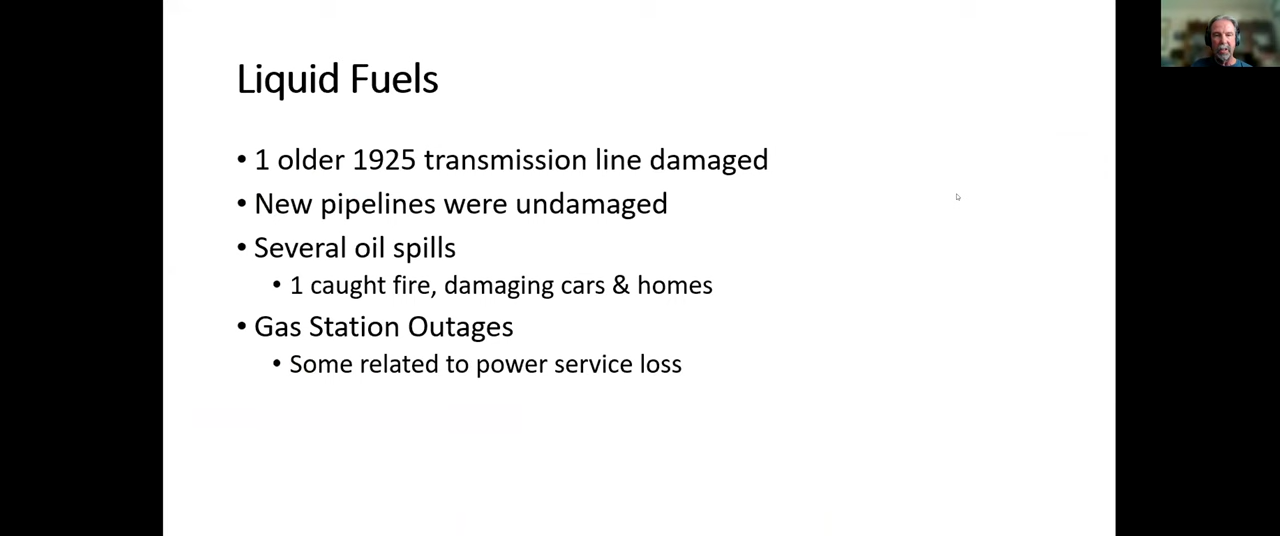 Liquid Fuels
• 1 older 1925 transmission line damaged
• New pipelines were undamaged
• Several oil spills
• 1 caught fire, damaging cars & homes
• Gas Station Outages
• Some related to power service loss